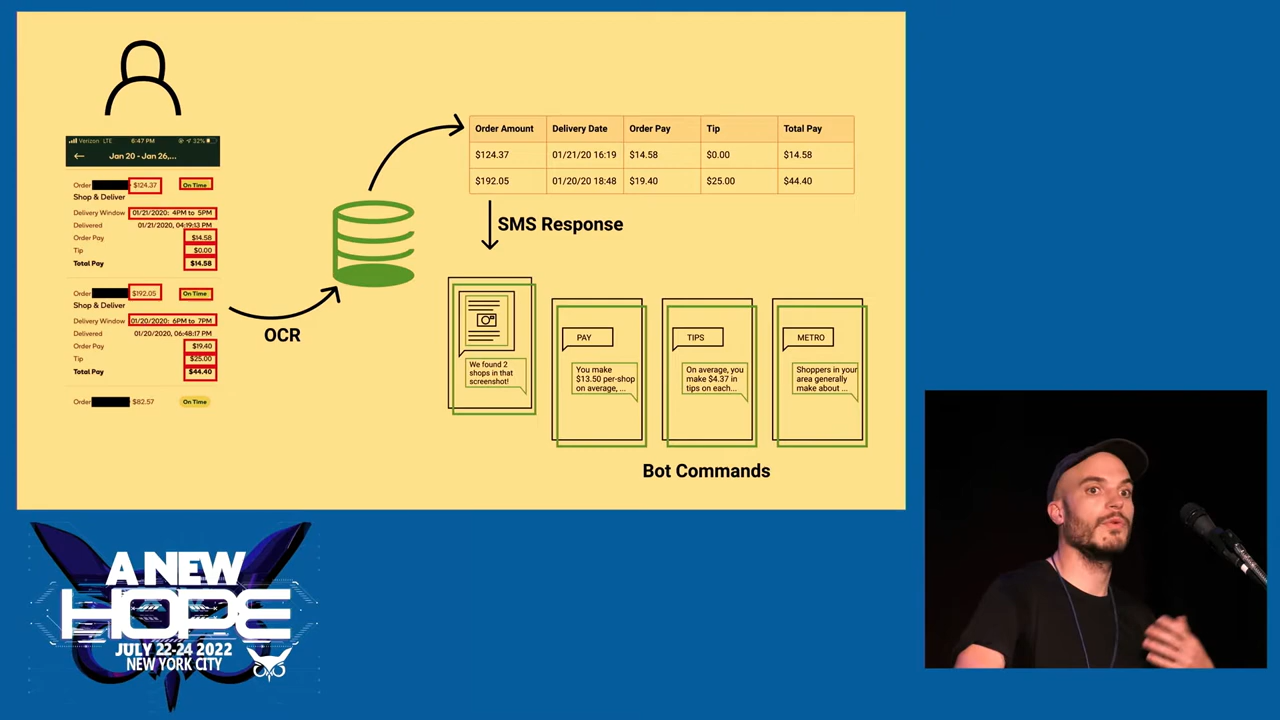 Verizon LTE 6:47 PM 32%
Jan 20 - Jan 26,...
Order $124.37 On Time
Shop & Deliver
Delivery Window 01/21/2020: 4PM to 5PM
Delivered 01/21/2020, 04:19:13 PM
Order Pay $14.58
Tip $0.00
Total Pay $14.58
Order $192.05 On Time
Shop & Deliver
Delivery Window 01/20/2020: 6PM to 7PM
Delivered 01/20/2020, 06:48:17 PM
Order Pay $19.40
Tip $25.00
Total Pay $44.40
Order $82.57 On Time
OCR
Order Amount Delivery Date Order Pay Tip Total Pay
$124.37 01/21/20 16:19 $14.58 $0.00 $14.58
$192.05 01/20/20 18:48 $19.40 $25.00 $44.40
SMS Response
We found 2
shops in that
screenshot!
PAY
You make
$13.50 per-shop
on average, ...
TIPS
On average, you
make $4.37 in
tips on each...
METRO
Shoppers in your
area generally
make about ...
Bot Commands
A NEW
HOPE
JULY 22-24 2022
NEW YORK CITY